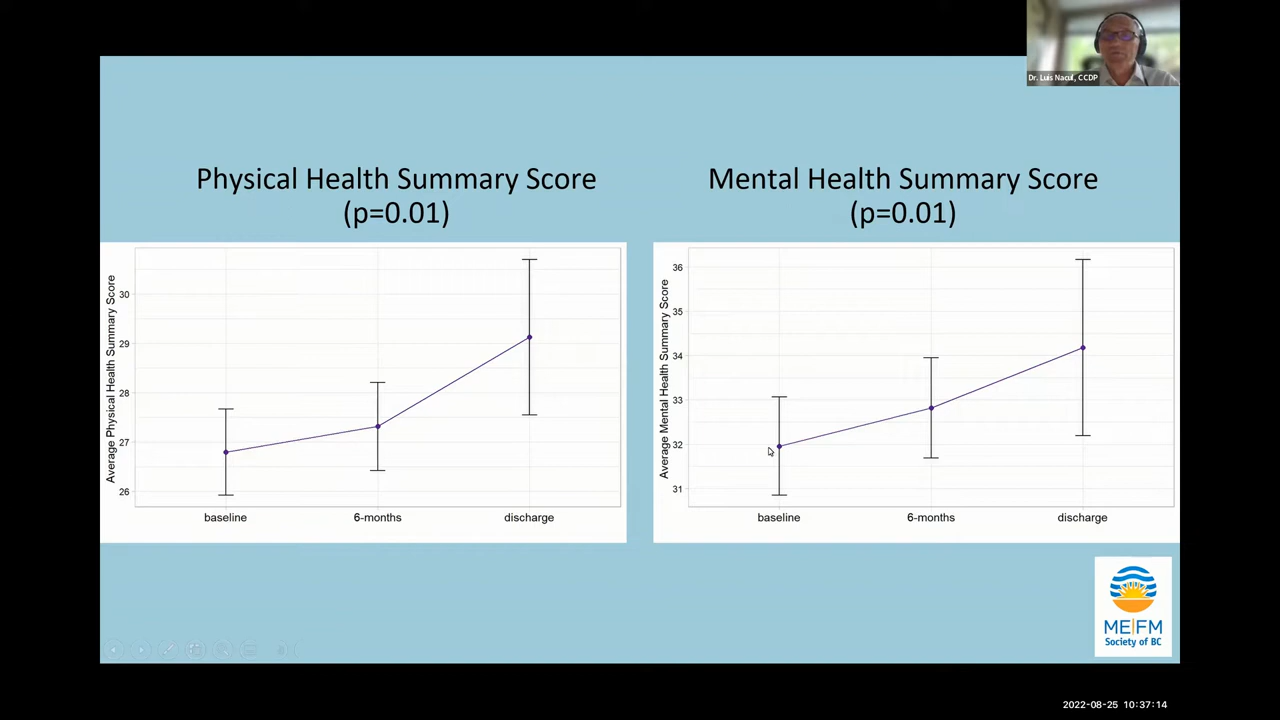 Dr. Luis Nacul, CCDP
Physical Health Summary Score
(p=0.01)
Average Physical Health Summary Score
30
29
28
27
26
baseline
6-months
discharge
Mental Health Summary Score
(p=0.01)
Average Mental Health Summary Score
36
35
34
33
32
31
baseline
6-months
discharge
ME|FM
Society of BC
2022-08-25 10:37:14